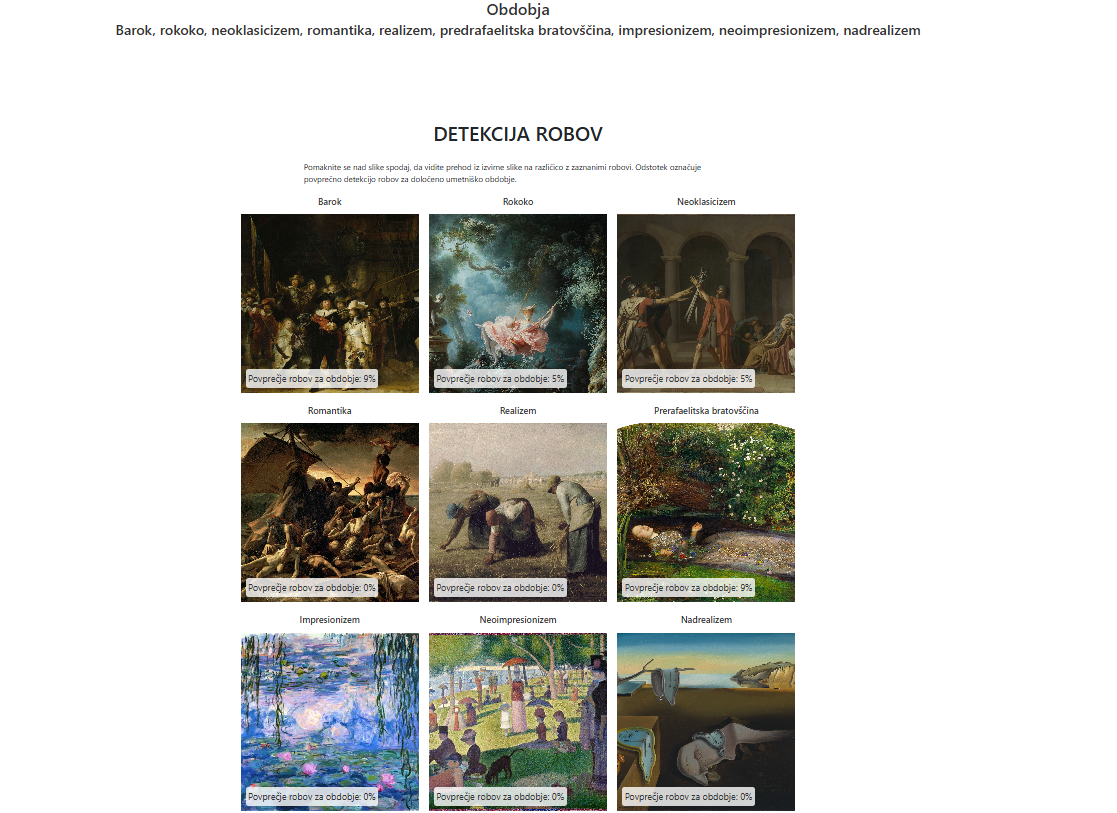 Obdobja
Barok, rokoko, neoklasicizem, romantika, realizem, predrafaelitska bratovščina, impresionizem, neoimpresionizem, nadrealizem
DETEKCIJA ROBOV
Pomaknite se nad slike spodaj, da vidite prehod iz izvirne slike na različico z zaznanimi robovi. Odstotek označuje
povprečno detekcijo robov za določeno umetniško obdobje.
Barok
Rokoko
Neoklasicizem
Povprečje robov za obdobje: 9%
Povprečje robov za obdobje: 5%
Povprečje robov za obdobje: 5%
Romantika
Realizem
Prerafaelitska bratovščina
Povprečje robov za obdobje: 0%
Povprečje robov za obdobje: 0%
Povprečje robov za obdobje: 9%
Impresionizem
Neoimpresionizem
Nadrealizem
Povprečje robov za obdobje: 0%
Povprečje robov za obdobje: 0%
Povprečje robov za obdobje: 0%